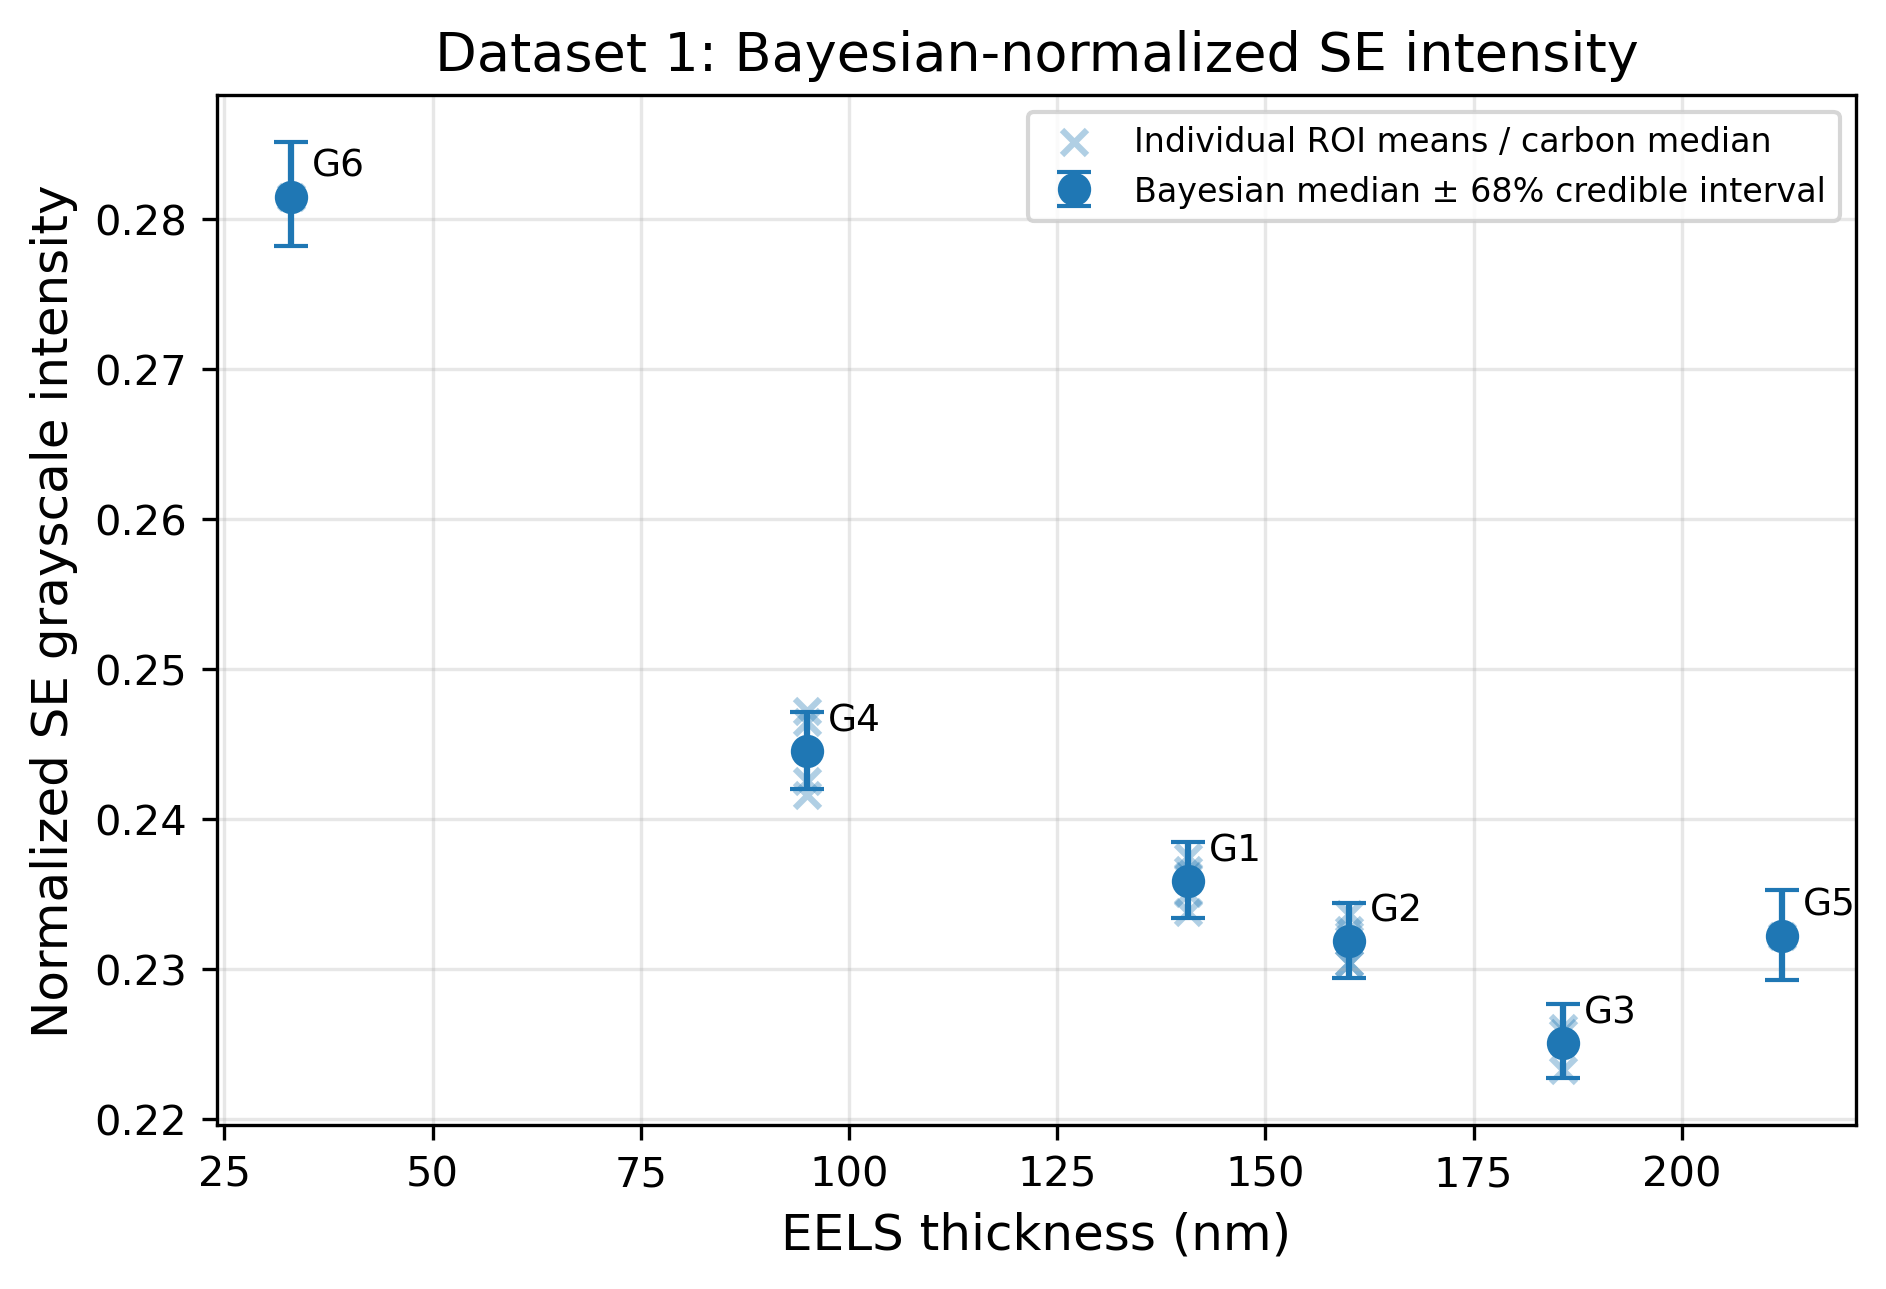 Dataset 1: Bayesian-normalized SE intensity
Individual ROI means / carbon median
Bayesian median ± 68% credible interval
Normalized SE grayscale intensity
0.28
0.27
0.26
0.25
0.24
0.23
0.22
G6
G4
G1
G2
G5
G3
25 50 75 100 125 150 175 200
EELS thickness (nm)